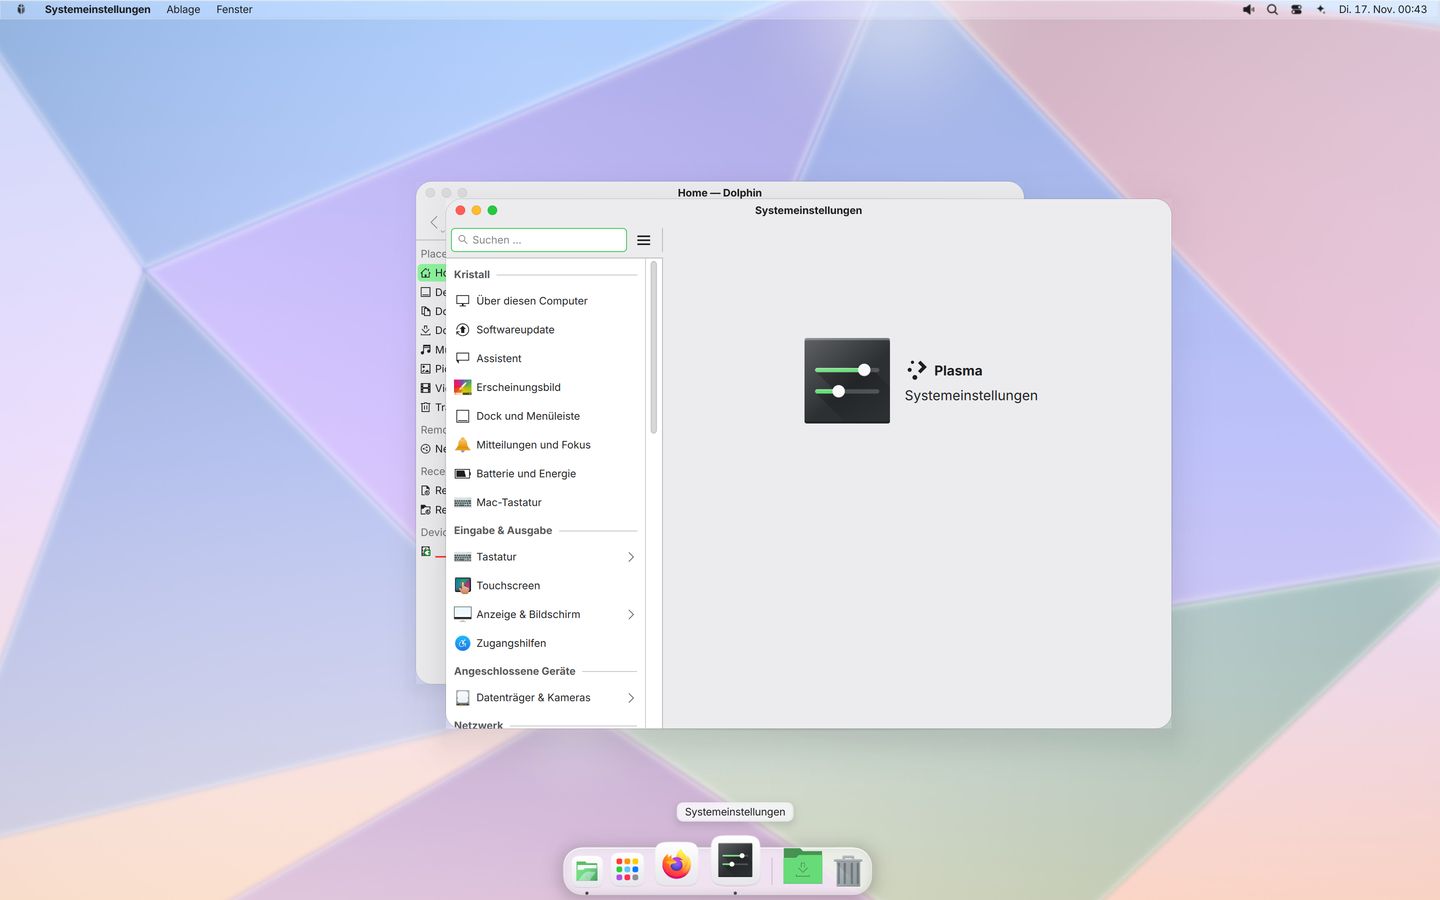 Systemeinstellungen Ablage Fenster
Di. 17. Nov. 00:43
Home — Dolphin
Systemeinstellungen
Suchen ...
Kristall
Über diesen Computer
Softwareupdate
Assistent
Erscheinungsbild
Dock und Menüleiste
Mitteilungen und Fokus
Batterie und Energie
Mac-Tastatur
Eingabe & Ausgabe
Tastatur
Touchscreen
Anzeige & Bildschirm
Zugangshilfen
Angeschlossene Geräte
Datenträger & Kameras
Netzwerk
Plasma
Systemeinstellungen
Systemeinstellungen